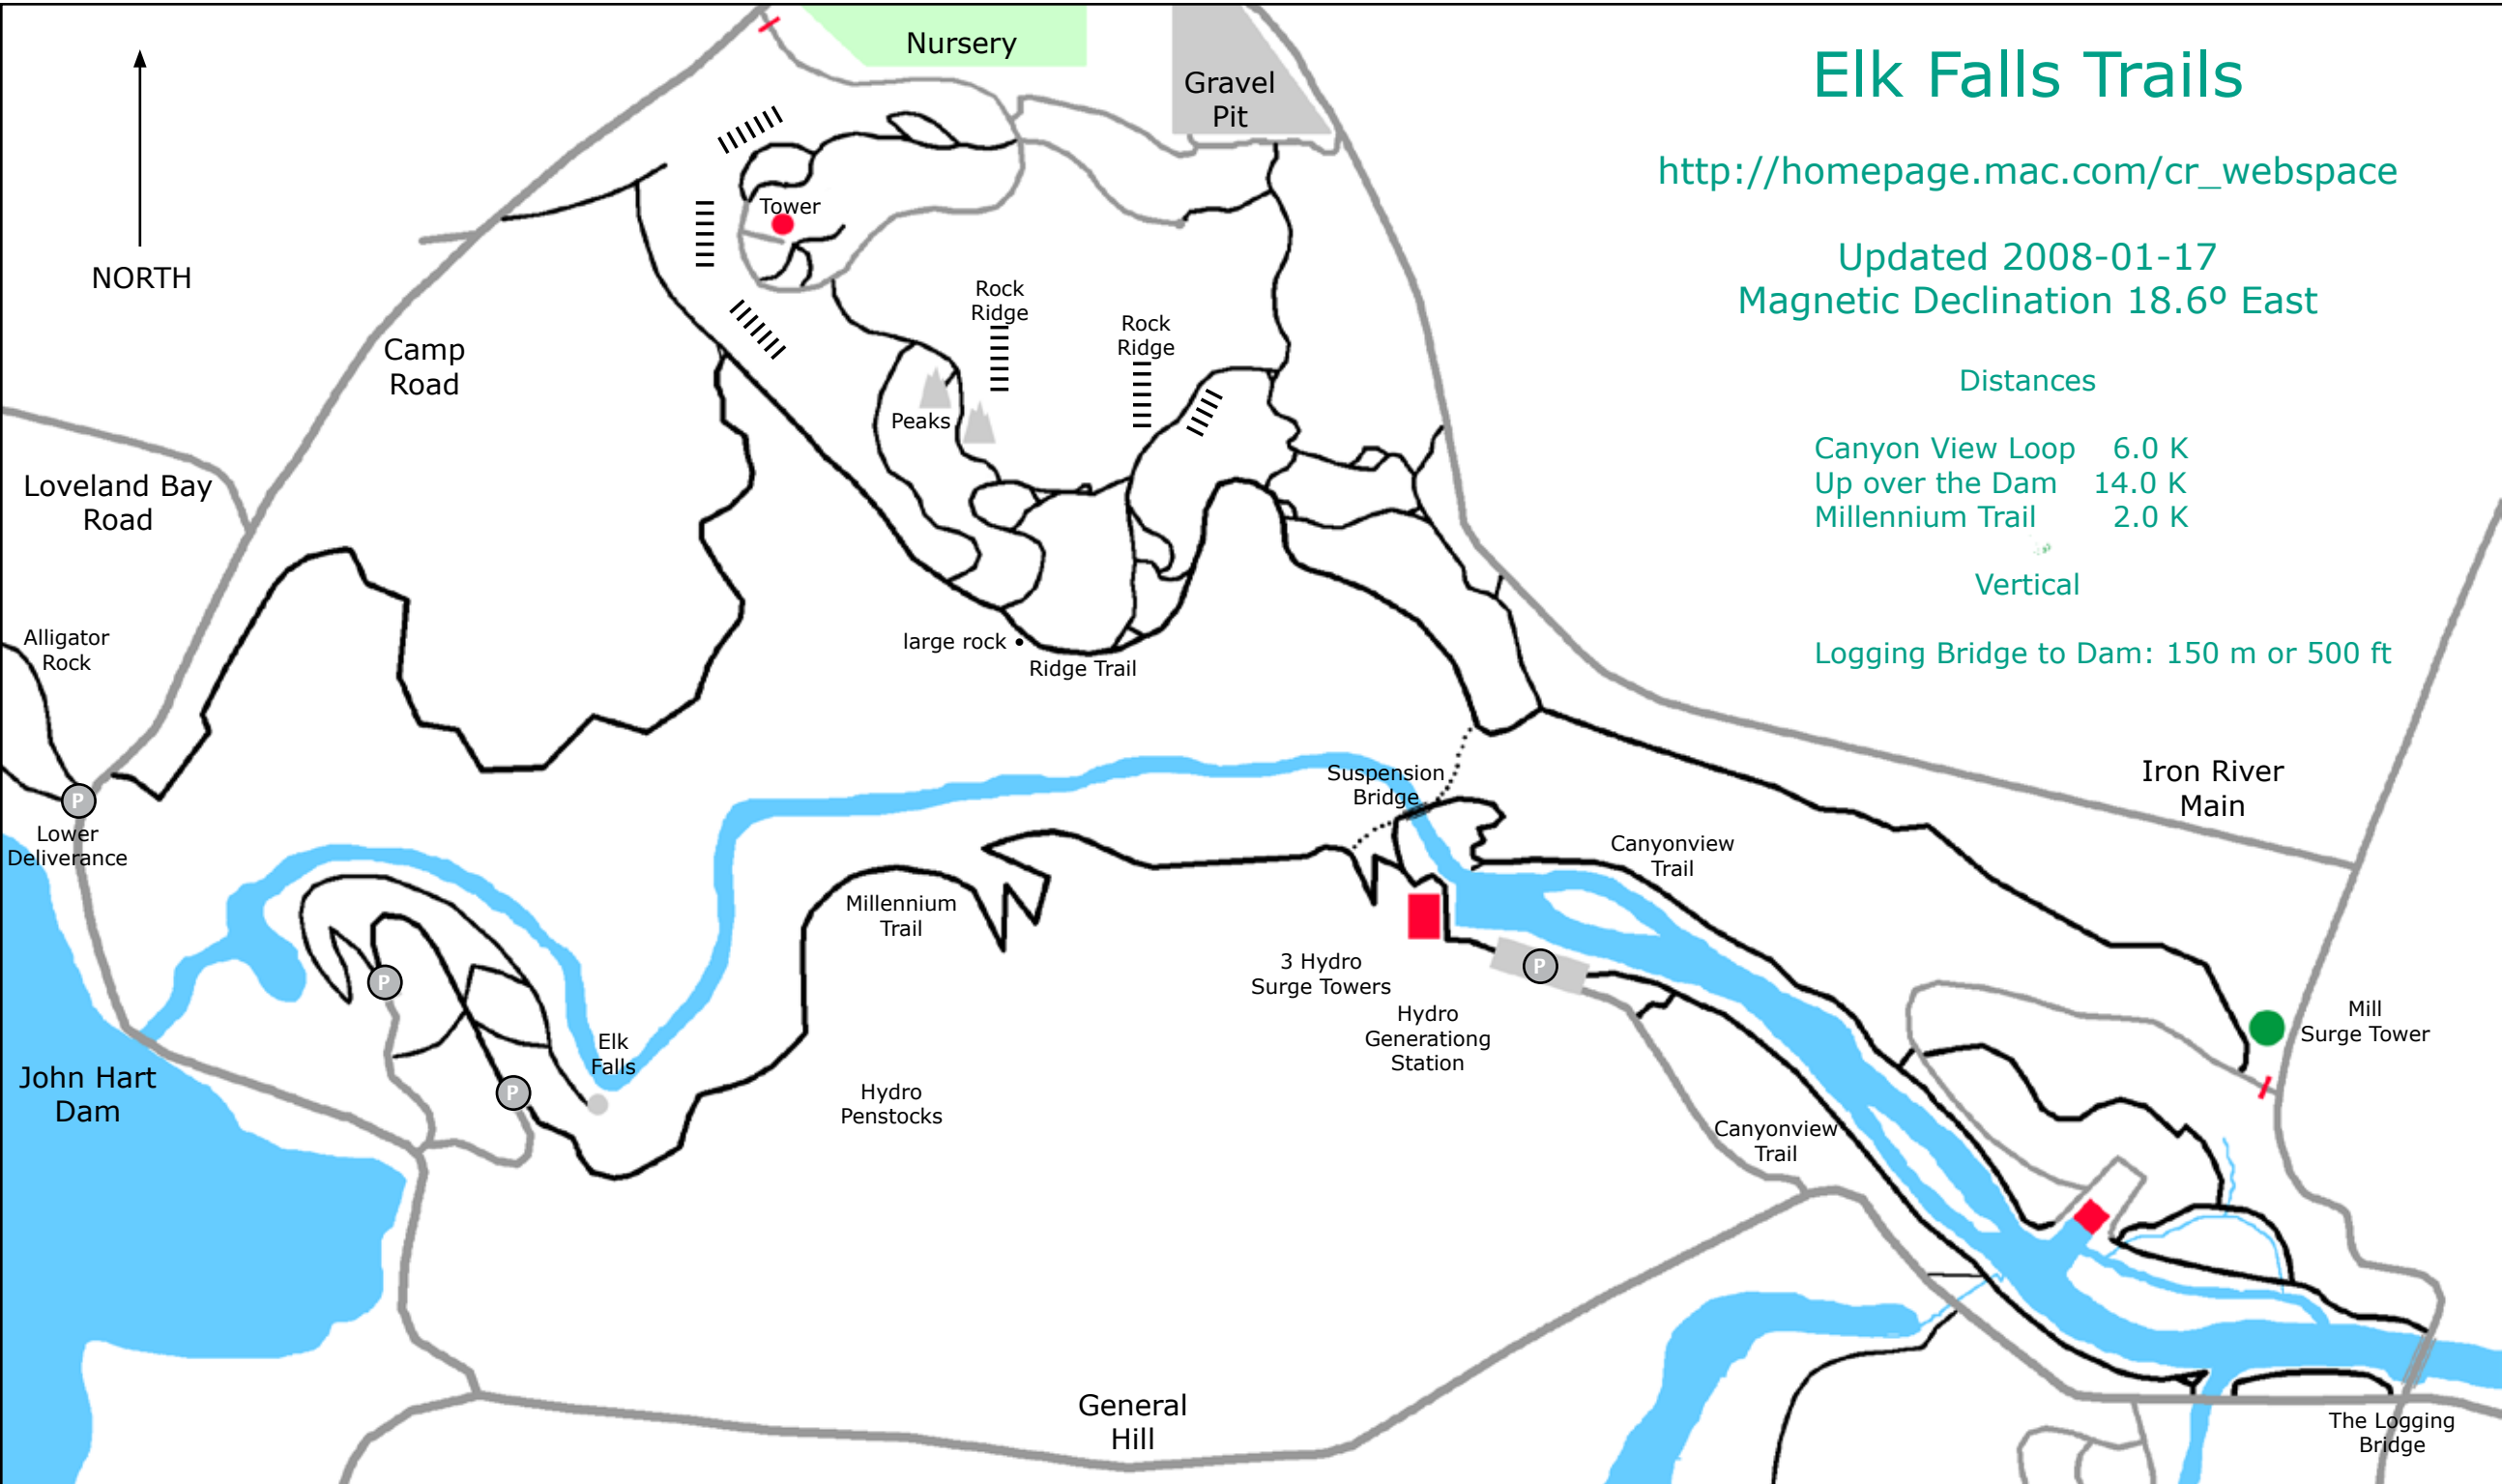 Elk Falls Trails
http://homepage.mac.com/cr_webspace
Updated 2008-01-17
Magnetic Declination 18.6º East
Distances
Canyon View Loop 6.0 K
Up over the Dam 14.0 K
Millennium Trail 2.0 K
Vertical
Logging Bridge to Dam: 150 m or 500 ft
Nursery
Gravel
Pit
NORTH
Tower
Rock
Ridge
Rock
Ridge
Camp
Road
Peaks
Loveland Bay
Road
Alligator
Rock
large rock
Ridge Trail
P
Lower
Deliverance
Suspension
Bridge
Iron River
Main
Canyonview
Trail
Millennium
Trail
P
3 Hydro
Surge Towers
P
Hydro
Generationg
Station
Mill
Surge Tower
Elk
Falls
P
John Hart
Dam
Hydro
Penstocks
Canyonview
Trail
General
Hill
The Logging
Bridge